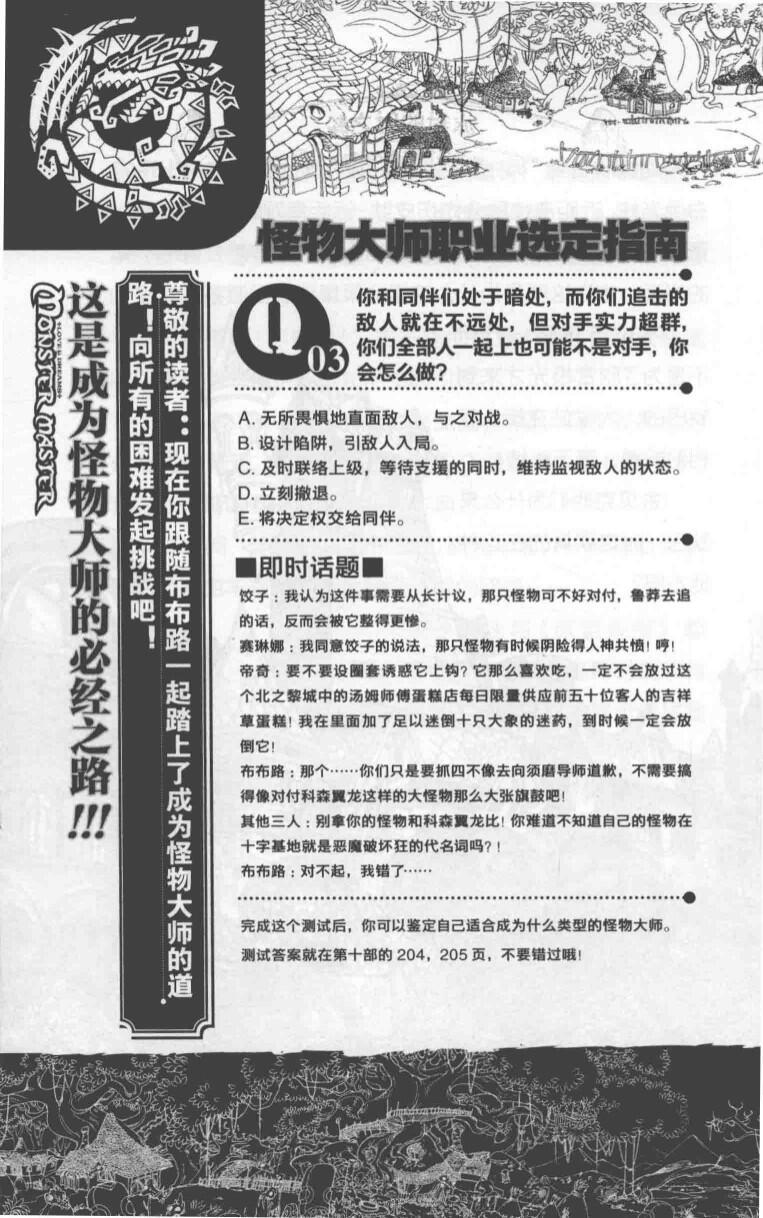 怪物大师职业选定指南
Q03
你和同伴们处于暗处，而你们追击的
敌人就在不远处，但对手实力超群，
你们全部人一起上也可能不是对手，你
会怎么做？
A. 无所畏惧地直面敌人，与之对战。
B. 设计陷阱，引敌人入局。
C. 及时联络上级，等待支援的同时，维持监视敌人的状态。
D. 立刻撤退。
E. 将决定权交给同伴。
■即时话题■
饺子：我认为这件事需要从长计议，那只怪物可不好对付，鲁莽去追
的话，反而会被它整得更惨。
赛琳娜：我同意饺子的说法，那只怪物有时候阴险得人神共愤！哼！
帝奇：要不要设圈套诱惑它上钩？它那么喜欢吃，一定不会放过这
个北之黎城中的汤姆师傅蛋糕店每日限量供应前五十位客人的吉祥
草蛋糕！我在里面加了足以迷倒十只大象的迷药，到时候一定会放
倒它！
布布路：那个……你们只是要抓四不像去向须磨导师道歉，不需要搞
得像对付科森翼龙这样的大怪物那么大张旗鼓吧！
其他三人：别拿你的怪物和科森翼龙比！你难道不知道自己的怪物在
十字基地就是恶魔破坏狂的代名词吗？！
布布路：对不起，我错了……
完成这个测试后，你可以鉴定自己适合成为什么类型的怪物大师。
测试答案就在第十部的 204，205 页，不要错过哦！
尊敬的读者：现在你跟随布布路一起踏上了成为怪物大师的道
路！向所有的困难发起挑战吧！
这是成为怪物大师的必经之路!!!
LOVE & DREAMS
MONSTER MASTER